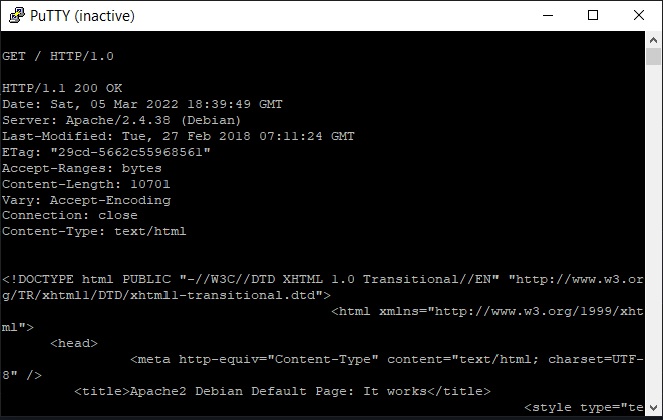 PuTTY (inactive)
GET / HTTP/1.0
HTTP/1.1 200 OK
Date: Sat, 05 Mar 2022 18:39:49 GMT
Server: Apache/2.4.38 (Debian)
Last-Modified: Tue, 27 Feb 2018 07:11:24 GMT
ETag: "29cd-5662c55968561"
Accept-Ranges: bytes
Content-Length: 10701
Vary: Accept-Encoding
Connection: close
Content-Type: text/html
<!DOCTYPE html PUBLIC "-//W3C//DTD XHTML 1.0 Transitional//EN" "http://www.w3.or
g/TR/xhtml1/DTD/xhtml1-transitional.dtd">
<html xmlns="http://www.w3.org/1999/xht
ml">
<head>
<meta http-equiv="Content-Type" content="text/html; charset=UTF-
8" />
<title>Apache2 Debian Default Page: It works</title>
<style type="te